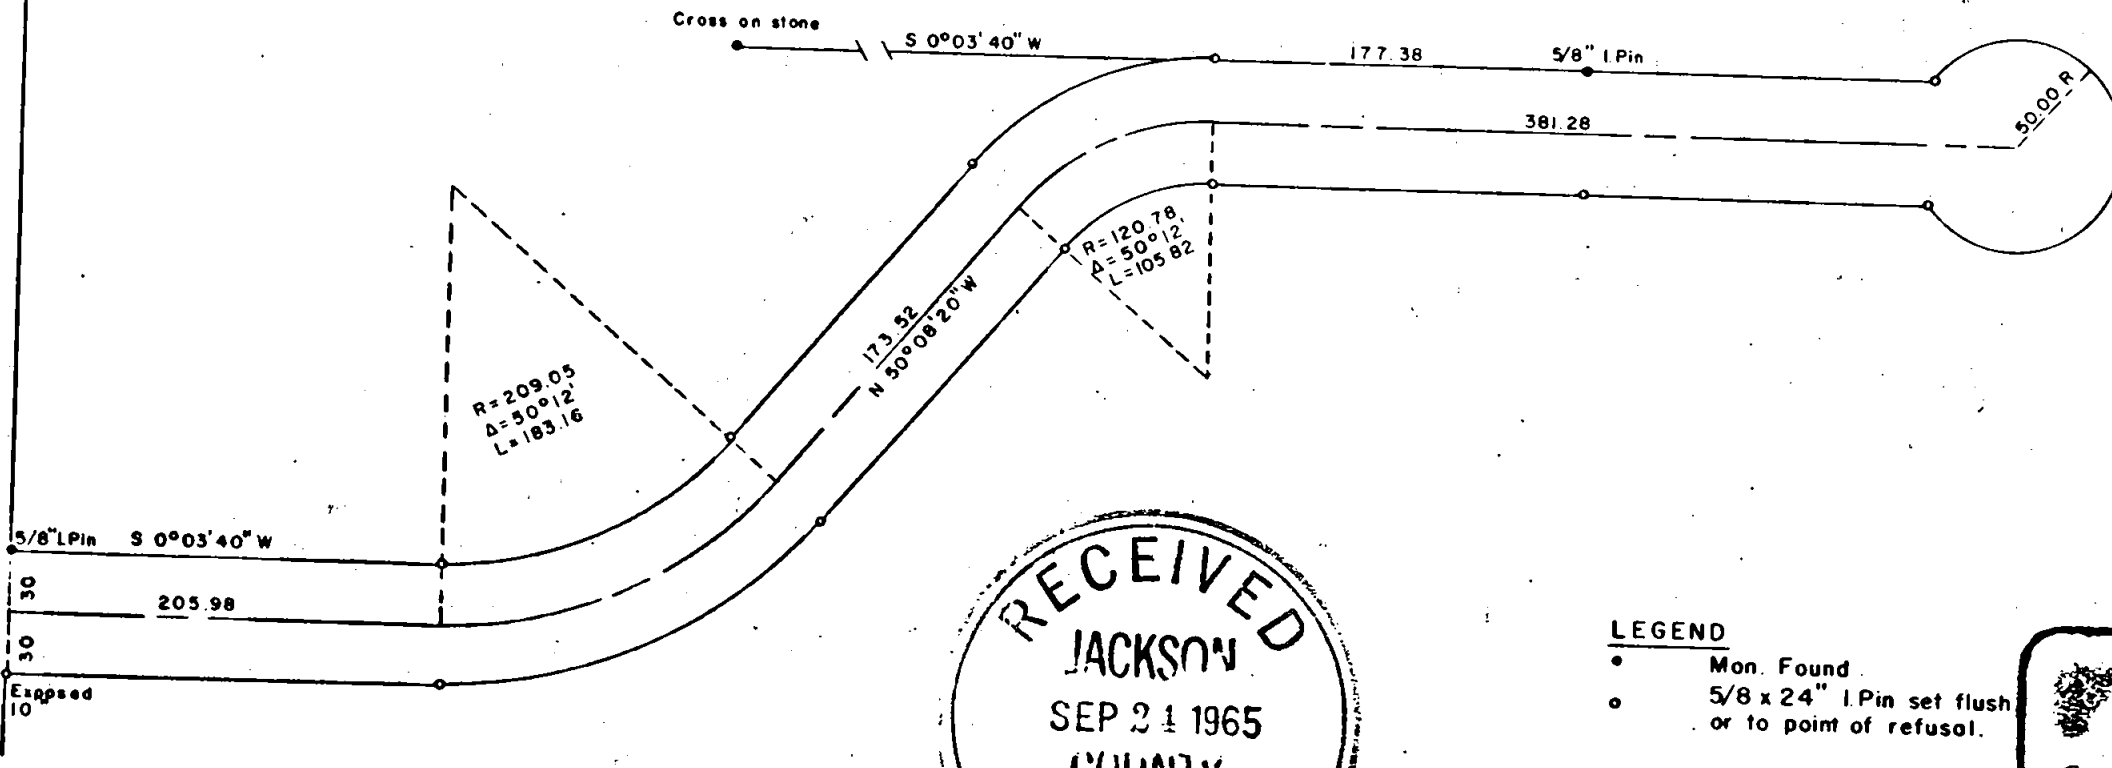 Cross on stone
S 0°03'40" W
177.38
5/8" I.Pin
50.00 R
381.28
R=120.78
Δ=50°12'
L=105.82
173.52
N 50°08'20" W
R=209.05
Δ=50°12'
L=183.16
5/8" I.Pin
S 0°03'40" W
30
205.98
30
Exposed
10"
RECEIVED
JACKSON
SEP 24 1965
COUNTY
LEGEND
Mon. Found
5/8 x 24" I.Pin set flush
or to point of refusal.